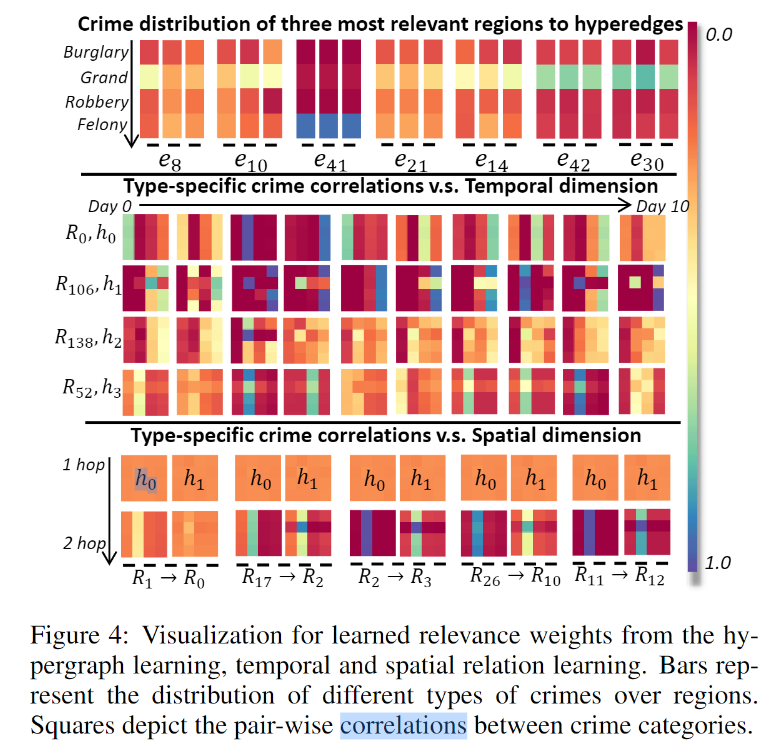 Crime distribution of three most relevant regions to hyperedges
0.0
Burglary
Grand
Robbery
Felony
e₈ e₁₀ e₄₁ e₂₁ e₁₄ e₄₂ e₃₀
Type-specific crime correlations v.s. Temporal dimension
Day 0 Day 10
R₀, h₀
R₁₀₆, h₁
R₁₃₈, h₂
R₅₂, h₃
Type-specific crime correlations v.s. Spatial dimension
1 hop h₀ h₁ h₀ h₁ h₀ h₁ h₀ h₁ h₀ h₁
2 hop
1.0
R₁ → R₀ R₁₇ → R₂ R₂ → R₃ R₂₆ → R₁₀ R₁₁ → R₁₂
Figure 4: Visualization for learned relevance weights from the hy-
pergraph learning, temporal and spatial relation learning. Bars rep-
resent the distribution of different types of crimes over regions.
Squares depict the pair-wise correlations between crime categories.